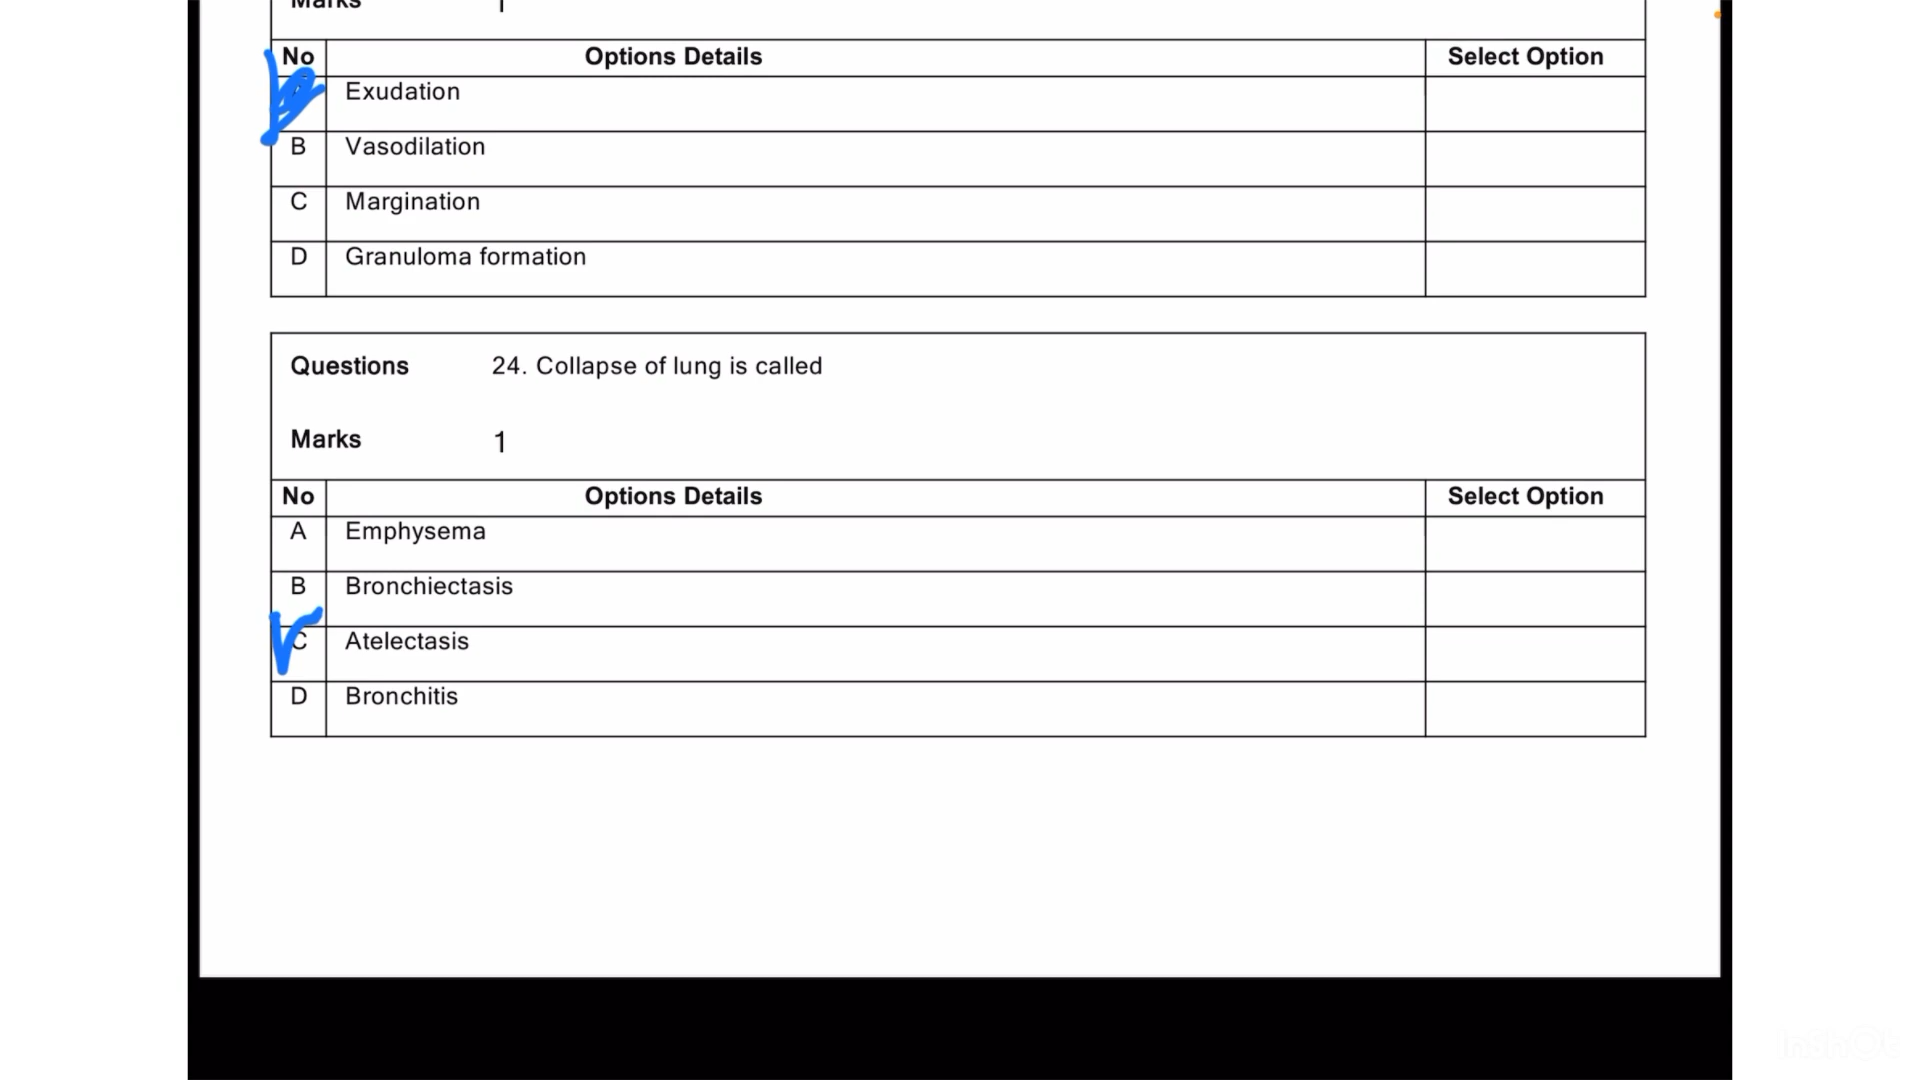 Marks 1
No Options Details Select Option
Exudation
B Vasodilation
C Margination
D Granuloma formation
Questions 24. Collapse of lung is called
Marks 1
No Options Details Select Option
A Emphysema
B Bronchiectasis
C Atelectasis
D Bronchitis